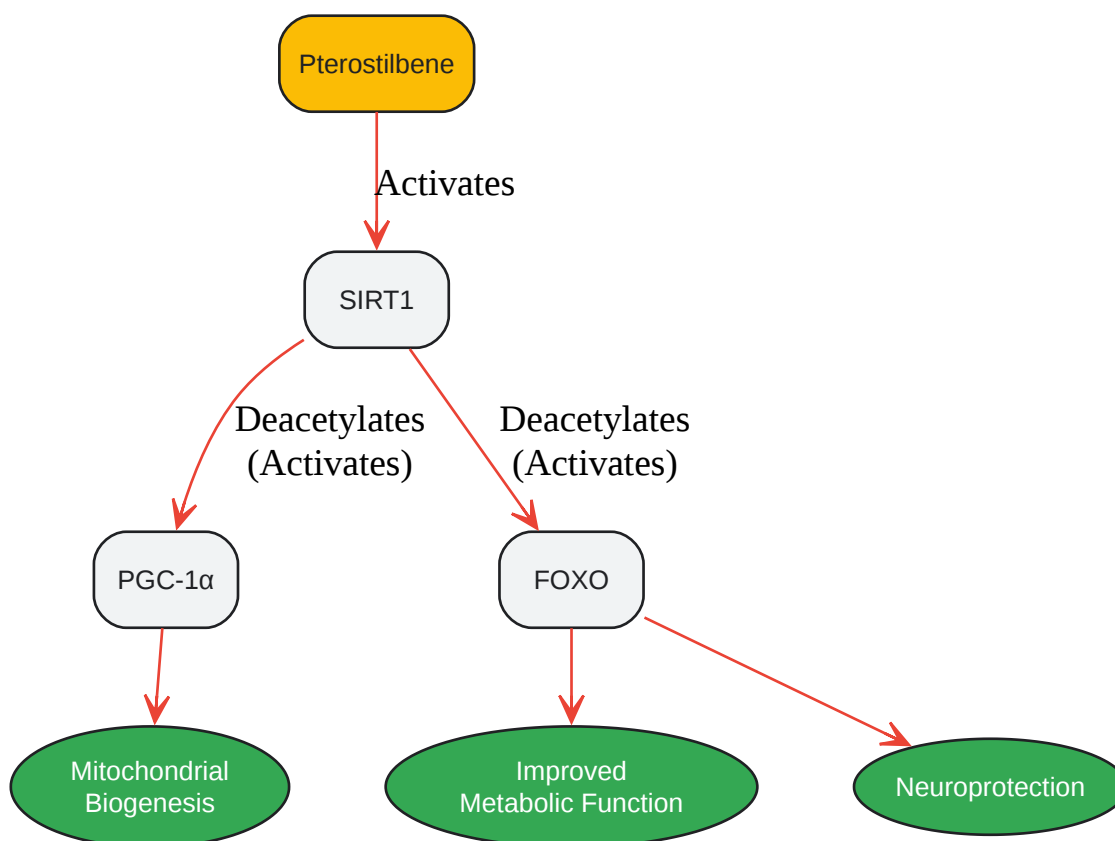 Pterostilbene
Activates
SIRT1
Deacetylates
(Activates)
Deacetylates
(Activates)
PGC-1α
FOXO
Mitochondrial
Biogenesis
Improved
Metabolic Function
Neuroprotection